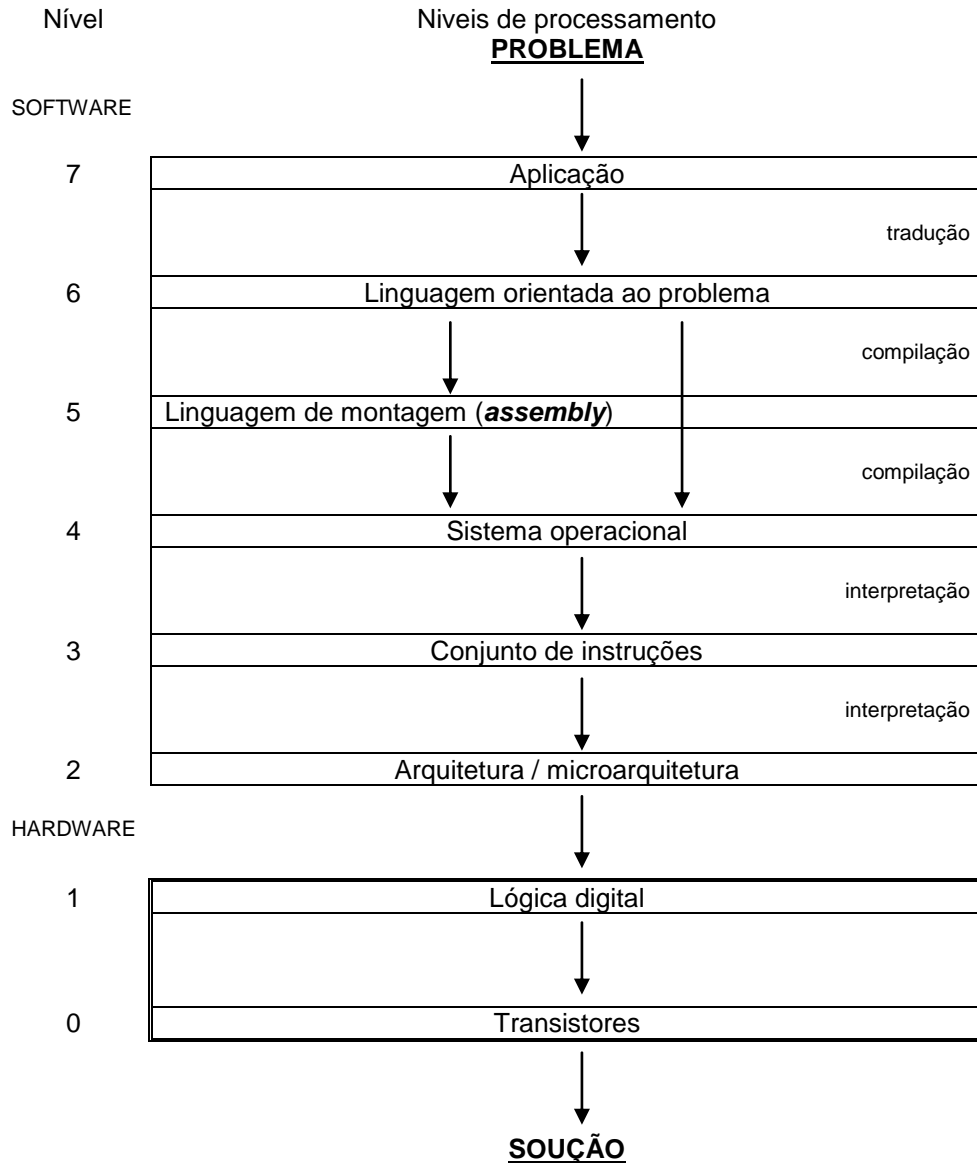 Nível Niveis de processamento
PROBLEMA
SOFTWARE
7 Aplicação
tradução
6 Linguagem orientada ao problema
compilação
5 Linguagem de montagem (assembly)
compilação
4 Sistema operacional
interpretação
3 Conjunto de instruções
interpretação
2 Arquitetura / microarquitetura
HARDWARE
1 Lógica digital
0 Transistores
SOUÇÃO